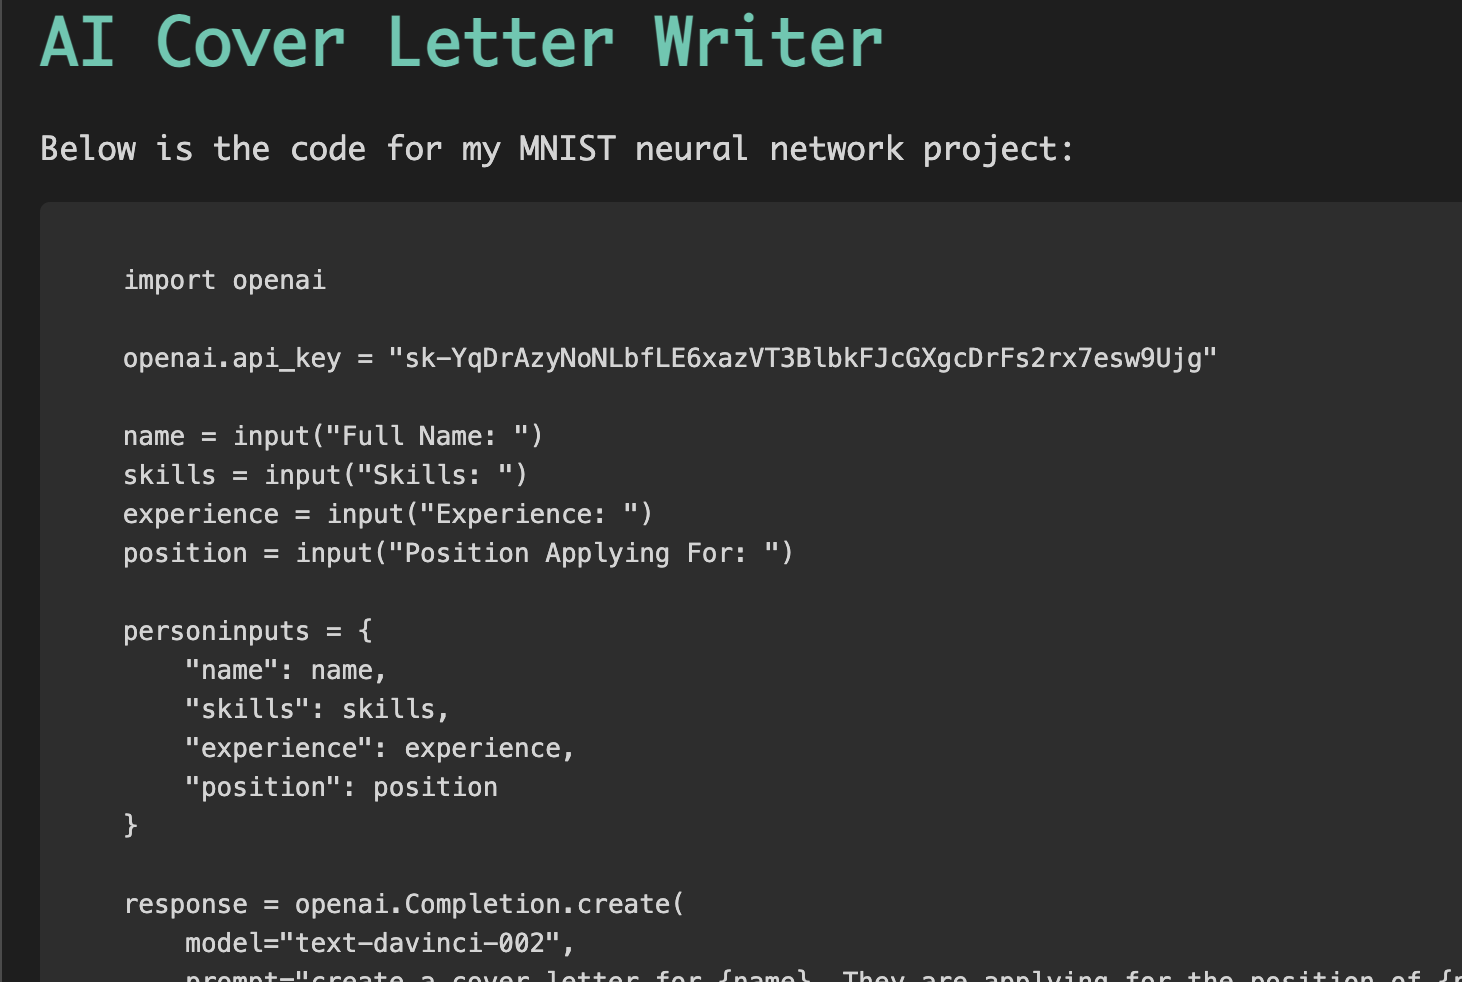 AI Cover Letter Writer
Below is the code for my MNIST neural network project:
import openai
openai.api_key = "[API key redacted]"
name = input("Full Name: ")
skills = input("Skills: ")
experience = input("Experience: ")
position = input("Position Applying For: ")
personinputs = {
    "name": name,
    "skills": skills,
    "experience": experience,
    "position": position
}
response = openai.Completion.create(
    model="text-davinci-002",
    prompt="create a cover letter for {name}. They are applying for the position of